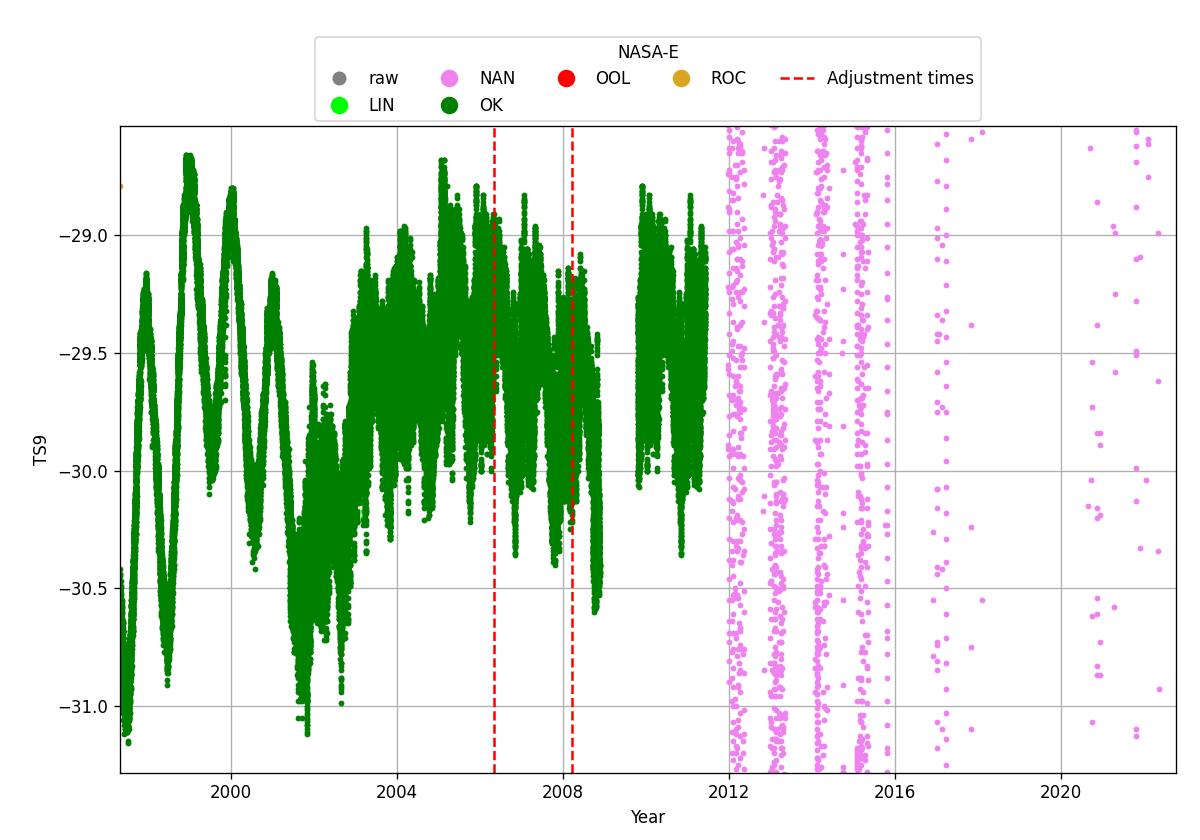 NASA-E
raw NAN OOL ROC Adjustment times
LIN OK
−29.0
−29.5
−30.0
−30.5
−31.0
TS9
2000 2004 2008 2012 2016 2020
Year